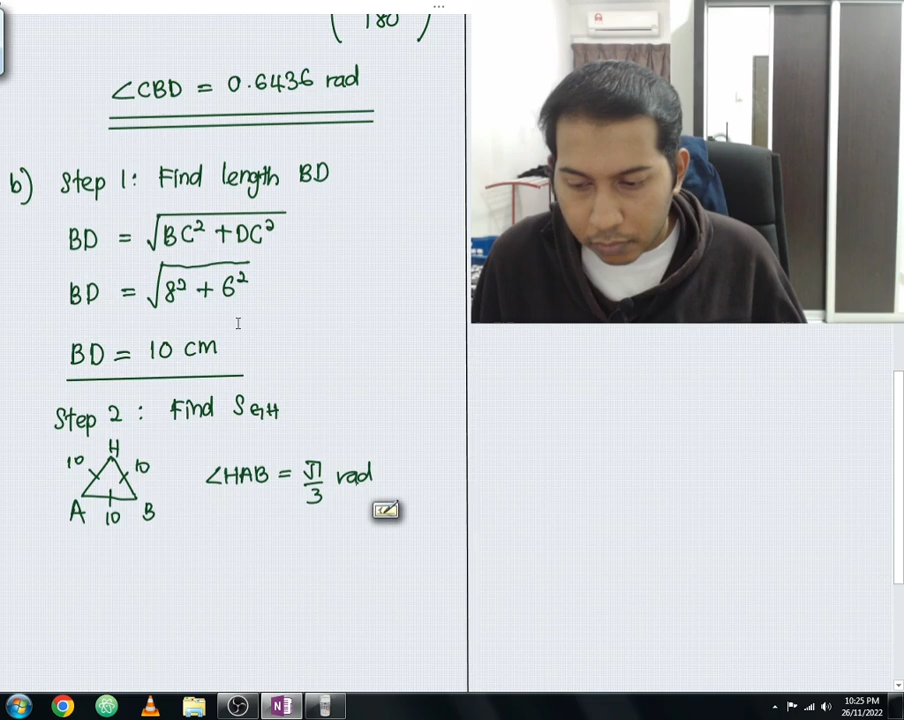 180
∠CBD = 0.6436 rad
b) Step 1: Find length BD
BD = √BC² + DC²
BD = √8² + 6²
BD = 10 cm
Step 2: Find S
H
10 10
∠HAB = π/3 rad
A 10 B
10:25 PM
26/11/2022